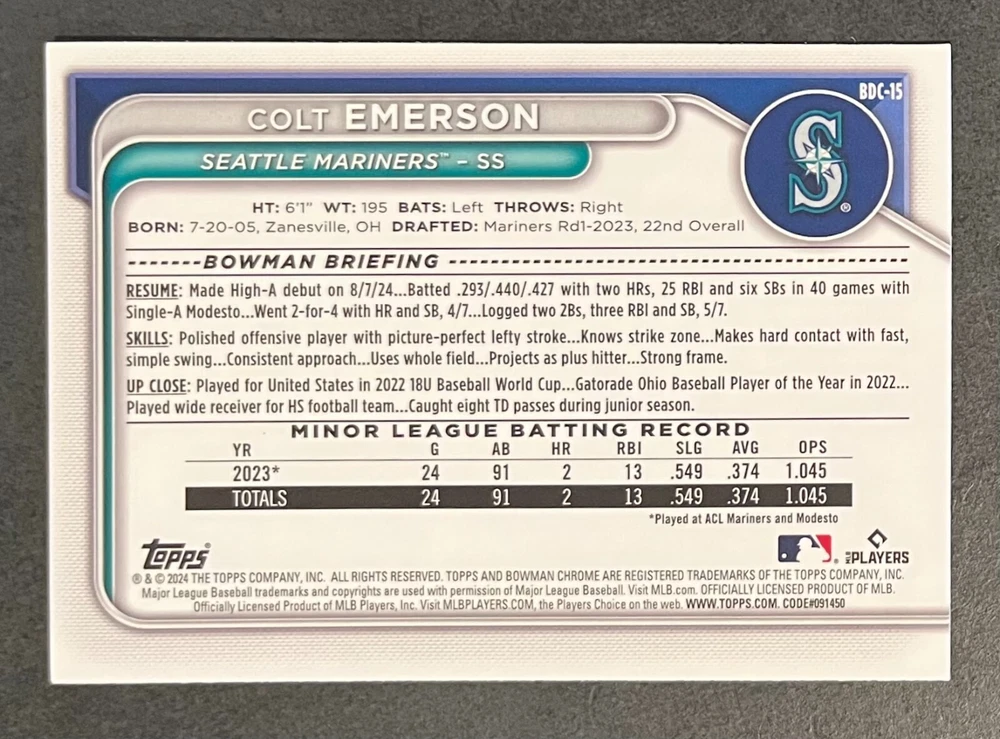 BDC-15
COLT EMERSON
SEATTLE MARINERS™ – SS
S®
HT: 6'1" WT: 195 BATS: Left THROWS: Right
BORN: 7-20-05, Zanesville, OH DRAFTED: Mariners Rd1-2023, 22nd Overall
-------BOWMAN BRIEFING -------
RESUME: Made High-A debut on 8/7/24...Batted .293/.440/.427 with two HRs, 25 RBI and six SBs in 40 games with
Single-A Modesto...Went 2-for-4 with HR and SB, 4/7...Logged two 2Bs, three RBI and SB, 5/7.
SKILLS: Polished offensive player with picture-perfect lefty stroke...Knows strike zone...Makes hard contact with fast,
simple swing...Consistent approach...Uses whole field...Projects as plus hitter...Strong frame.
UP CLOSE: Played for United States in 2022 18U Baseball World Cup...Gatorade Ohio Baseball Player of the Year in 2022...
Played wide receiver for HS football team...Caught eight TD passes during junior season.
MINOR LEAGUE BATTING RECORD
YR G AB HR RBI SLG AVG OPS
2023* 24 91 2 13 .549 .374 1.045
TOTALS 24 91 2 13 .549 .374 1.045
*Played at ACL Mariners and Modesto
Topps® MLB PLAYERS
® & © 2024 THE TOPPS COMPANY, INC. ALL RIGHTS RESERVED. TOPPS AND BOWMAN CHROME ARE REGISTERED TRADEMARKS OF THE TOPPS COMPANY, INC.
Major League Baseball trademarks and copyrights are used with permission of Major League Baseball. Visit MLB.com. OFFICIALLY LICENSED PRODUCT OF MLB.
Officially Licensed Product of MLB Players, Inc. Visit MLBPLAYERS.COM, the Players Choice on the web. WWW.TOPPS.COM. CODE#091450